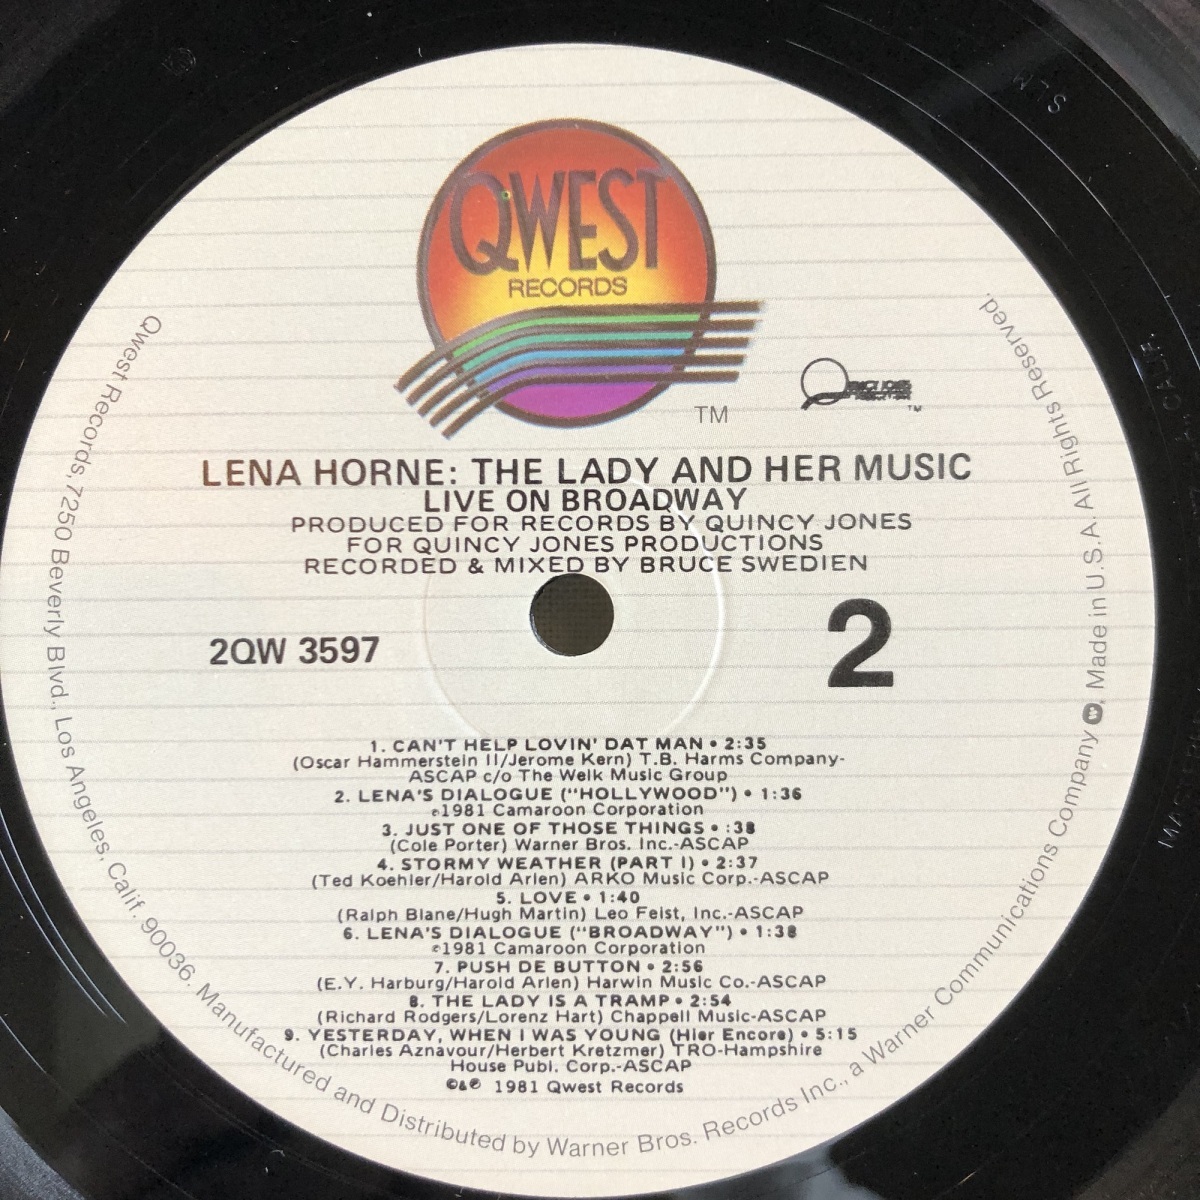 QWEST
RECORDS
TM
QUINCY JONES
TM
LENA HORNE: THE LADY AND HER MUSIC
LIVE ON BROADWAY
PRODUCED FOR RECORDS BY QUINCY JONES
FOR QUINCY JONES PRODUCTIONS
RECORDED & MIXED BY BRUCE SWEDIEN
2QW 3597
2
1. CAN'T HELP LOVIN' DAT MAN • 2:35
(Oscar Hammerstein II/Jerome Kern) T.B. Harms Company-
ASCAP c/o The Welk Music Group
2. LENA'S DIALOGUE ("HOLLYWOOD") • 1:36
©1981 Camaroon Corporation
3. JUST ONE OF THOSE THINGS • :38
(Cole Porter) Warner Bros. Inc.-ASCAP
4. STORMY WEATHER (PART I) • 2:37
(Ted Koehler/Harold Arlen) ARKO Music Corp.-ASCAP
5. LOVE • 1:40
(Ralph Blane/Hugh Martin) Leo Feist, Inc.-ASCAP
6. LENA'S DIALOGUE ("BROADWAY") • 1:38
©1981 Camaroon Corporation
7. PUSH DE BUTTON • 2:56
(E.Y. Harburg/Harold Arlen) Harwin Music Co.-ASCAP
8. THE LADY IS A TRAMP • 2:54
(Richard Rodgers/Lorenz Hart) Chappell Music-ASCAP
9. YESTERDAY, WHEN I WAS YOUNG (Hier Encore) • 5:15
(Charles Aznavour/Herbert Kretzmer) TRO-Hampshire
House Publ. Corp.-ASCAP
©&℗ 1981 Qwest Records
Qwest Records, 7250 Beverly Blvd., Los Angeles, Calif. 90036. Manufactured and Distributed by Warner Bros. Records Inc., a Warner Communications Company, Made in U.S.A. All Rights Reserved.
SLM